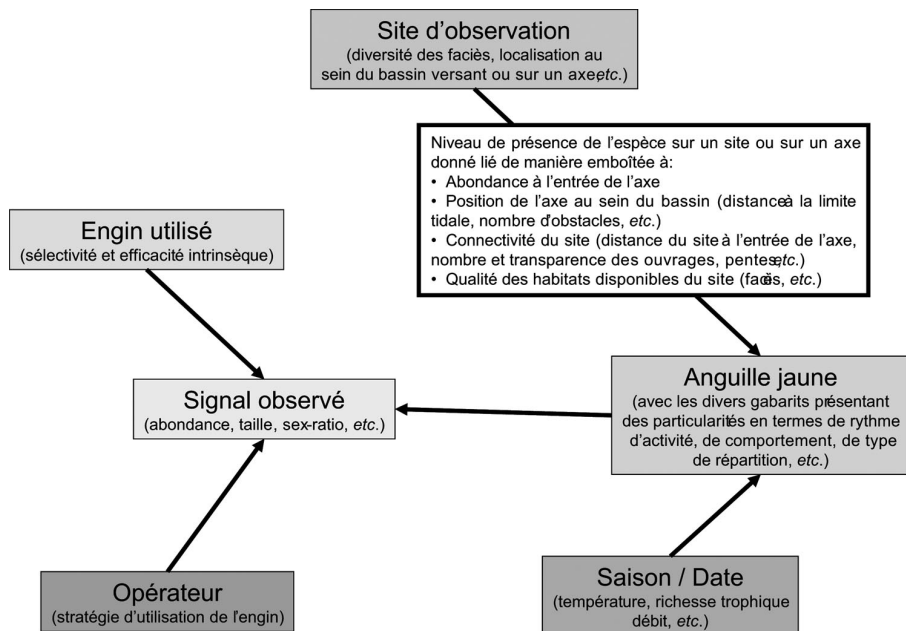 Site d'observation
(diversité des faciès, localisation au
sein du bassin versant ou sur un axe,etc.)
Niveau de présence de l'espèce sur un site ou sur un axe
donné lié de manière emboîtée à:
• Abondance à l'entrée de l'axe
• Position de l'axe au sein du bassin (distance à la limite
tidale, nombre d'obstacles, etc.)
• Connectivité du site (distance du site à l'entrée de l'axe,
nombre et transparence des ouvrages, pentes,etc.)
• Qualité des habitats disponibles du site (faciès, etc.)
Engin utilisé
(sélectivité et efficacité intrinsèque)
Signal observé
(abondance, taille, sex-ratio, etc.)
Anguille jaune
(avec les divers gabarits présentant
des particularités en termes de rythme
d'activité, de comportement, de type
de répartition, etc.)
Opérateur
(stratégie d'utilisation de l'engin)
Saison / Date
(température, richesse trophique
débit, etc.)